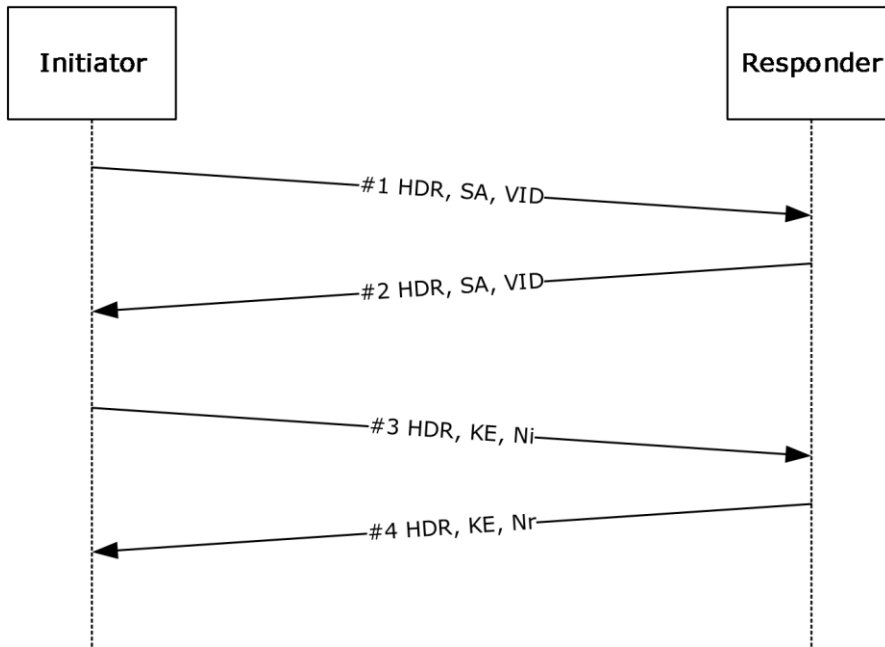 Initiator
Responder
#1 HDR, SA, VID
#2 HDR, SA, VID
#3 HDR, KE, Ni
#4 HDR, KE, Nr